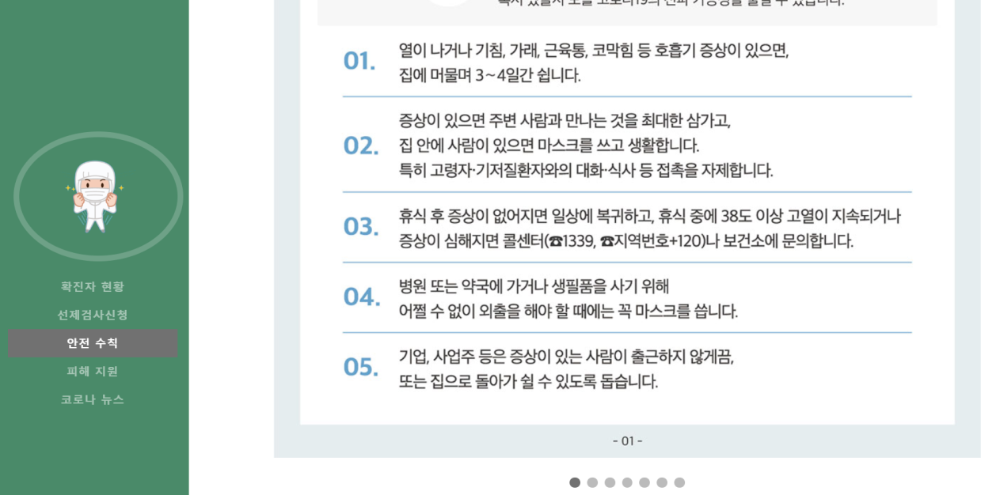 혹시 있을지 모를 코로나19의 전파 가능성을 줄일 수 있습니다.
01. 열이 나거나 기침, 가래, 근육통, 코막힘 등 호흡기 증상이 있으면,
집에 머물며 3~4일간 쉽니다.
02. 증상이 있으면 주변 사람과 만나는 것을 최대한 삼가고,
집 안에 사람이 있으면 마스크를 쓰고 생활합니다.
특히 고령자·기저질환자와의 대화·식사 등 접촉을 자제합니다.
03. 휴식 후 증상이 없어지면 일상에 복귀하고, 휴식 중에 38도 이상 고열이 지속되거나
증상이 심해지면 콜센터(☎1339, ☎지역번호+120)나 보건소에 문의합니다.
04. 병원 또는 약국에 가거나 생필품을 사기 위해
어쩔 수 없이 외출을 해야 할 때에는 꼭 마스크를 씁니다.
05. 기업, 사업주 등은 증상이 있는 사람이 출근하지 않게끔,
또는 집으로 돌아가 쉴 수 있도록 돕습니다.
- 01 -
확진자 현황
선제검사신청
안전 수칙
피해 지원
코로나 뉴스